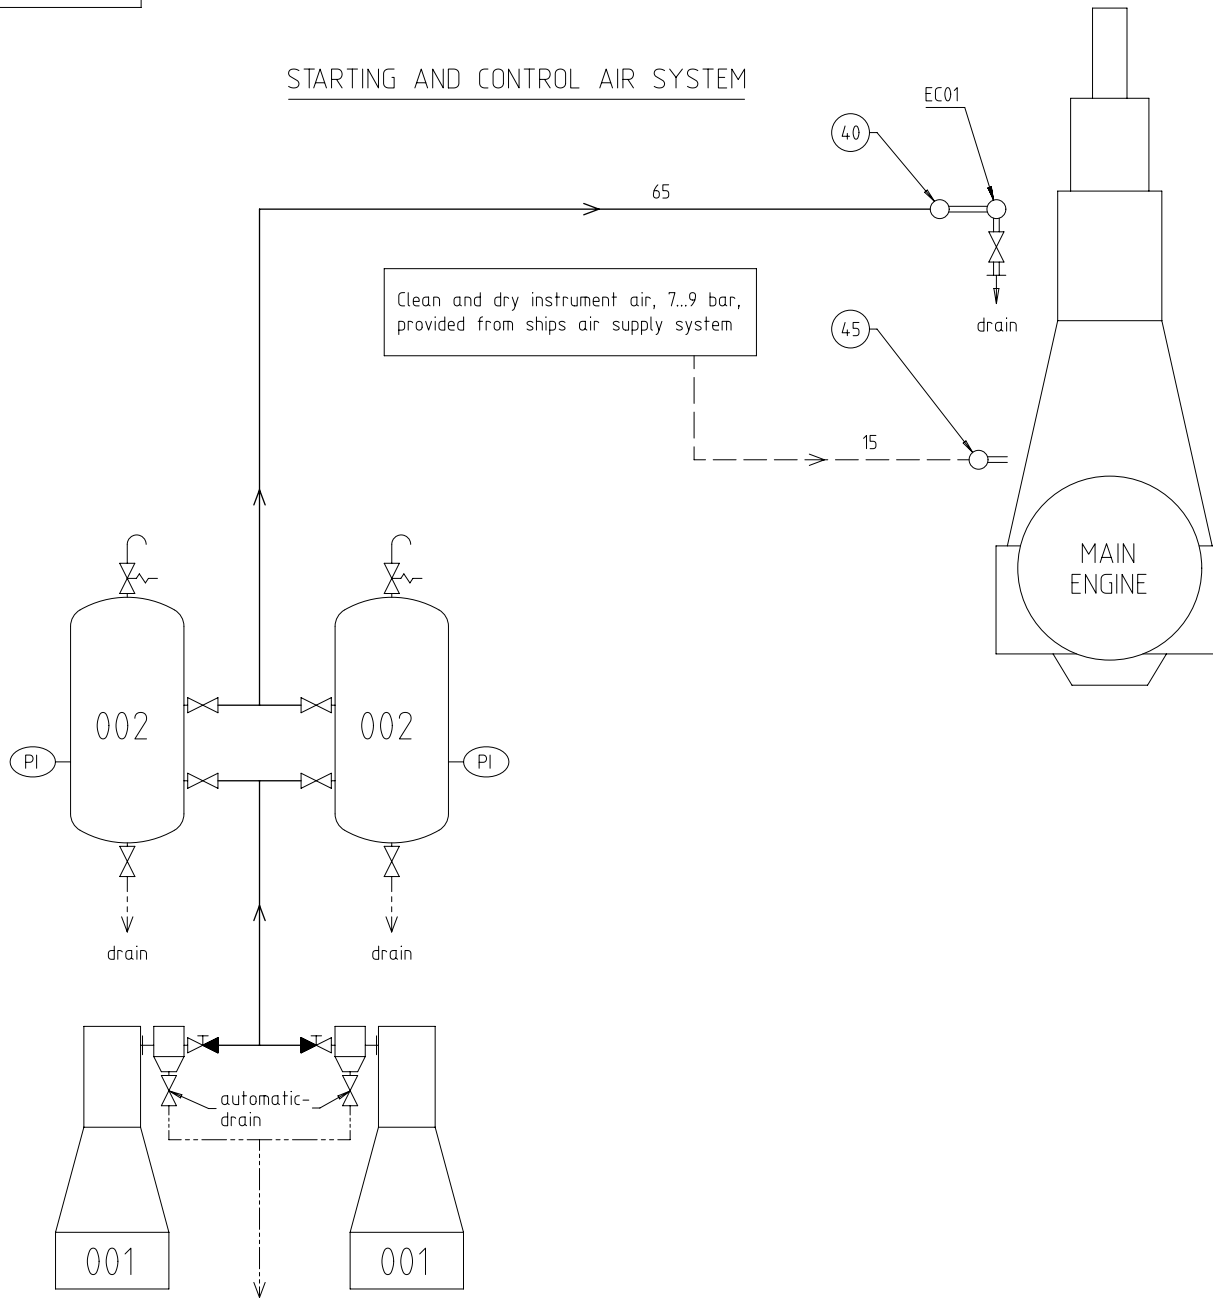 STARTING AND CONTROL AIR SYSTEM
EC01
40
65
Clean and dry instrument air, 7...9 bar,
provided from ships air supply system
drain
45
15
MAIN
ENGINE
002
002
PI
PI
drain
drain
automatic-
drain
001
001